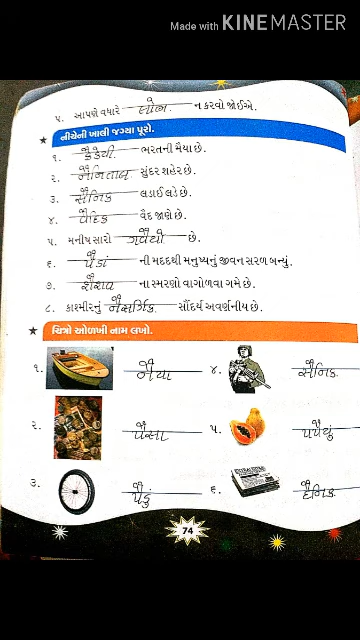 Made with KINEMASTER
૫. આપણે વધારે લોભ ન કરવો જોઈએ.
★ નીચેની ખાલી જગ્યા પૂરો.
૧. કૈકેયી ભરતની મૈયા છે.
૨. નૈનિતાલ સુંદર શહેર છે.
૩. સૈનિક લડાઈ લડે છે.
૪. વૈદિક વેદ જાણે છે.
૫. મનીષ સારો ગવૈયો છે.
૬. પૈડાં ની મદદથી મનુષ્યનું જીવન સરળ બન્યું.
૭. શૈશવ ના સ્મરણો વાગોળવા ગમે છે.
૮. કાશ્મીરનું નૈસર્ગિક સૌંદર્ય અવર્ણનીય છે.
★ ચિત્રો ઓળખી નામ લખો.
૧. નૈયા ૪. સૈનિક
૨. પૈસા ૫. પપૈયું
૩. પૈડું ૬. દૈનિક
74